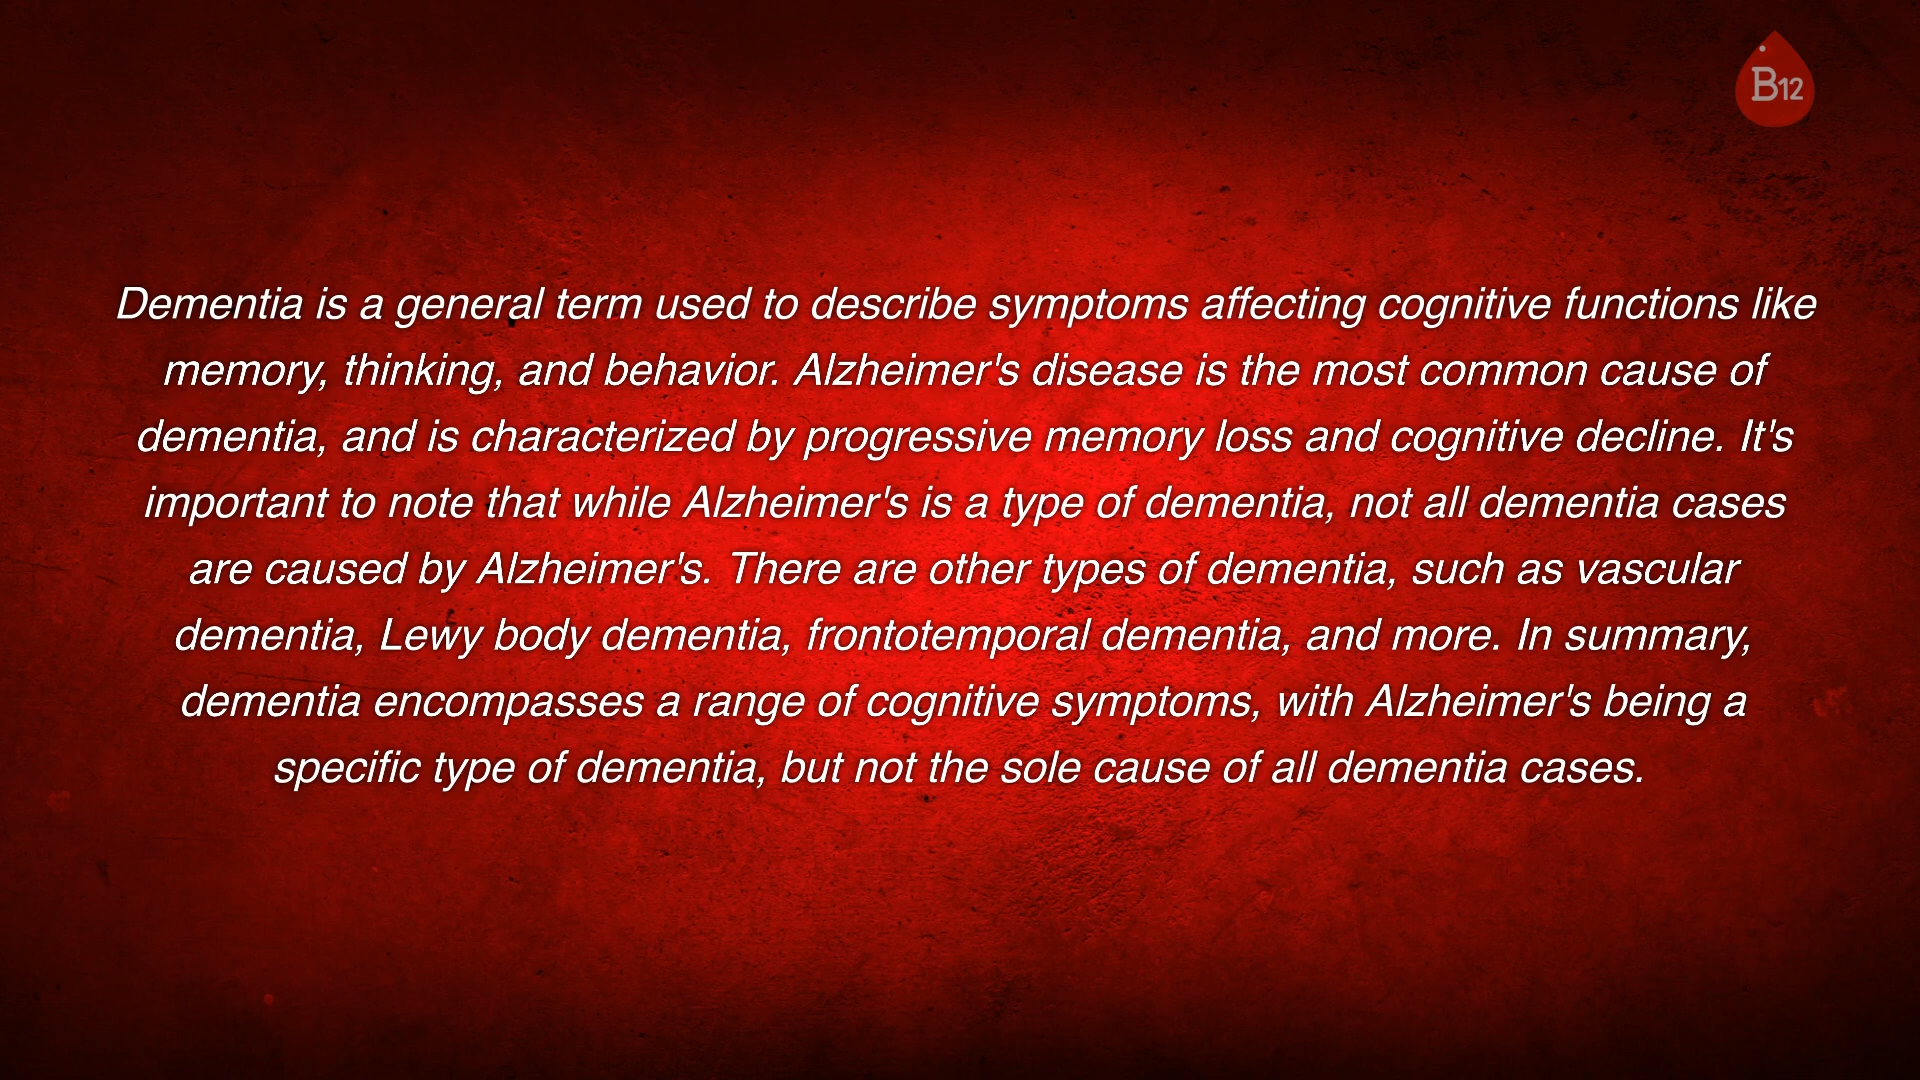 B12
Dementia is a general term used to describe symptoms affecting cognitive functions like
memory, thinking, and behavior. Alzheimer's disease is the most common cause of
dementia, and is characterized by progressive memory loss and cognitive decline. It's
important to note that while Alzheimer's is a type of dementia, not all dementia cases
are caused by Alzheimer's. There are other types of dementia, such as vascular
dementia, Lewy body dementia, frontotemporal dementia, and more. In summary,
dementia encompasses a range of cognitive symptoms, with Alzheimer's being a
specific type of dementia, but not the sole cause of all dementia cases.